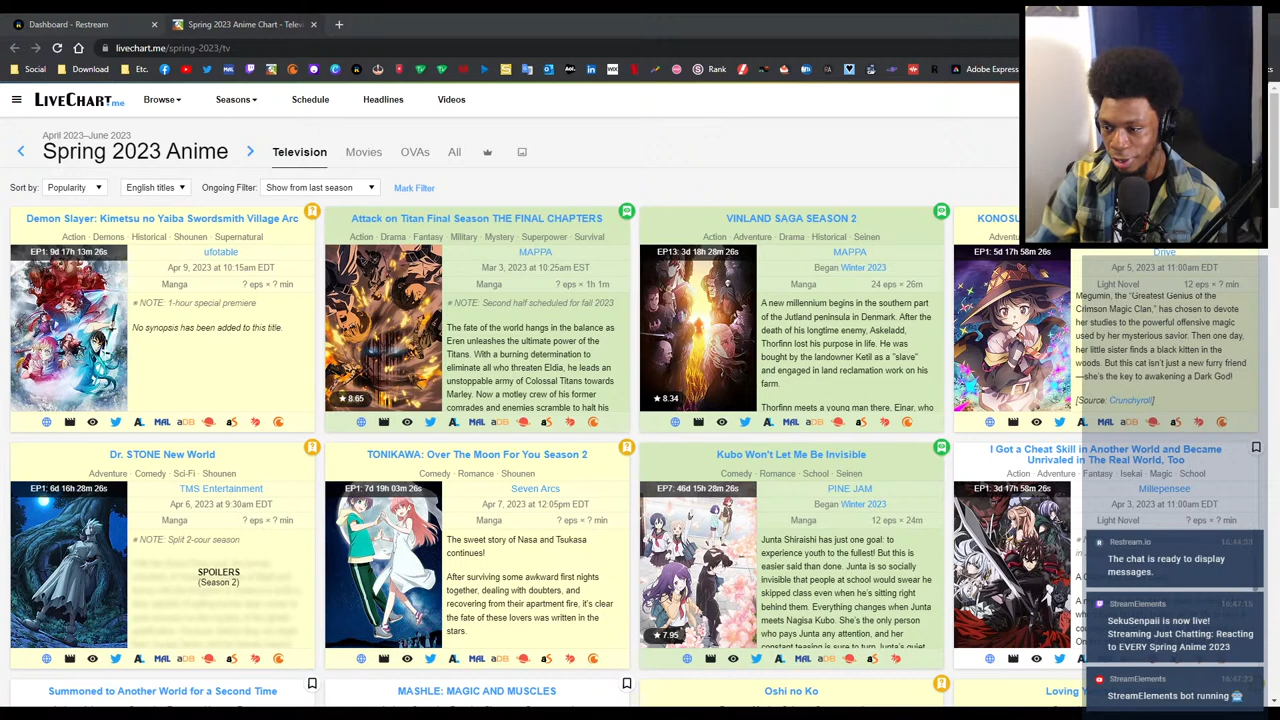 Dashboard - Restream
Spring 2023 Anime Chart - Televi
livechart.me/spring-2023/tv
Social
Download
Etc.
Rank
Adobe Express
LIVECHART.me
Browse
Seasons
Schedule
Headlines
Videos
April 2023–June 2023
Spring 2023 Anime
Television
Movies
OVAs
All
Sort by:
Popularity
English titles
Ongoing Filter:
Show from last season
Mark Filter
Demon Slayer: Kimetsu no Yaiba Swordsmith Village Arc
Action · Demons · Historical · Shounen · Supernatural
EP1: 9d 17h 13m 26s
ufotable
Apr 9, 2023 at 10:15am EDT
Manga
? eps × ? min
※ NOTE: 1-hour special premiere
No synopsis has been added to this title.
Attack on Titan Final Season THE FINAL CHAPTERS
Action · Drama · Fantasy · Military · Mystery · Superpower · Survival
MAPPA
Mar 3, 2023 at 10:25am EST
Manga
? eps × 1h 1m
※ NOTE: Second half scheduled for fall 2023
The fate of the world hangs in the balance as
Eren unleashes the ultimate power of the
Titans. With a burning determination to
eliminate all who threaten Eldia, he leads an
unstoppable army of Colossal Titans towards
Marley. Now a motley crew of his former
comrades and enemies scramble to halt his
★ 8.65
VINLAND SAGA SEASON 2
Action · Adventure · Drama · Historical · Seinen
EP13: 3d 18h 28m 26s
MAPPA
Began Winter 2023
Manga
24 eps × 26m
A new millennium begins in the southern part
of the Jutland peninsula in Denmark. After the
death of his longtime enemy, Askeladd,
Thorfinn lost his purpose in life. He was
bought by the landowner Ketil as a "slave"
and engaged in land reclamation work on his
farm.
Thorfinn meets a young man there, Einar, who
★ 8.34
KONOSU
EP1: 5d 17h 58m 26s
Drive
Apr 5, 2023 at 11:00am EDT
Light Novel
12 eps × ? min
Megumin, the "Greatest Genius of the
Crimson Magic Clan," has chosen to devote
her studies to the powerful offensive magic
used by her mysterious savior. Then one day,
her little sister finds a black kitten in the
woods. But this cat isn't just a new furry friend
—she's the key to awakening a Dark God!
[Source: Crunchyroll]
Dr. STONE New World
Adventure · Comedy · Sci-Fi · Shounen
EP1: 6d 16h 28m 26s
TMS Entertainment
Apr 6, 2023 at 9:30am EDT
Manga
? eps × ? min
※ NOTE: Split 2-cour season
SPOILERS
(Season 2)
TONIKAWA: Over The Moon For You Season 2
Comedy · Romance · Shounen
EP1: 7d 19h 03m 26s
Seven Arcs
Apr 7, 2023 at 12:05pm EDT
Manga
? eps × ? min
The sweet story of Nasa and Tsukasa
continues!
After surviving some awkward first nights
together, dealing with doubters, and
recovering from their apartment fire, it's clear
the fate of these lovers was written in the
stars.
Kubo Won't Let Me Be Invisible
Comedy · Romance · School · Seinen
EP7: 46d 15h 28m 26s
PINE JAM
Began Winter 2023
Manga
12 eps × 24m
Junta Shiraishi has just one goal: to
experience youth to the fullest! But this is
easier said than done. Junta is so socially
invisible that people at school would swear he
skipped class even when he's sitting right
behind them. Everything changes when Junta
meets Nagisa Kubo. She's the only person
who pays Junta any attention, and her
constant teasing is sure to turn Junta's quiet
★ 7.95
I Got a Cheat Skill in Another World and Became
Unrivaled in The Real World, Too
Action · Adventure · Fantasy · Isekai · Magic · School
EP1: 3d 17h 58m 26s
Millepensee
Apr 3, 2023 at 11:00am EDT
Light Novel
? eps × ? min
Restream.io
16:44:33
The chat is ready to display
messages.
StreamElements
16:47:15
SekuSenpaii is now live!
Streaming Just Chatting: Reacting
to EVERY Spring Anime 2023
StreamElements
16:47:23
StreamElements bot running
Summoned to Another World for a Second Time
MASHLE: MAGIC AND MUSCLES
Oshi no Ko
Loving